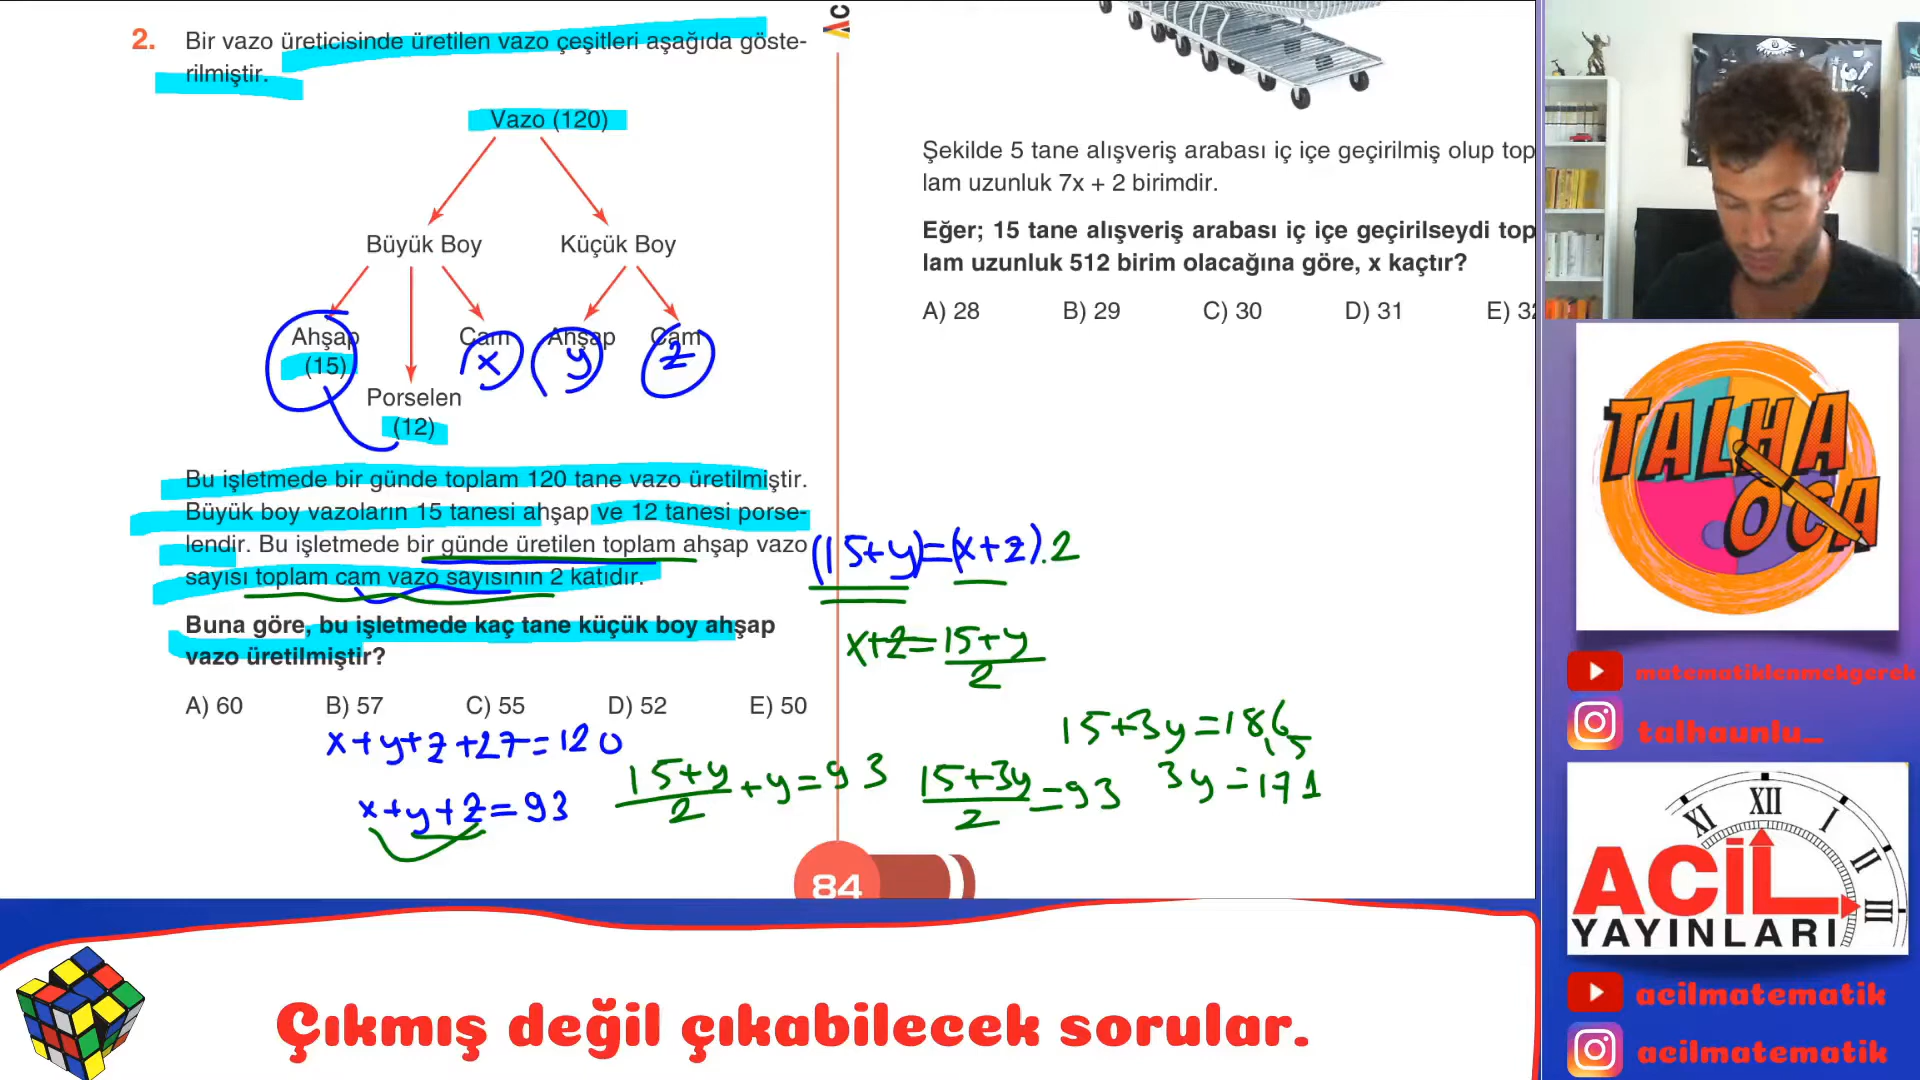 2. Bir vazo üreticisinde üretilen vazo çeşitleri aşağıda göste-
rilmiştir.
Vazo (120)
Büyük Boy Küçük Boy
Ahşap Cam Ahşap Cam
(15) x y z
Porselen
(12)
Bu işletmede bir günde toplam 120 tane vazo üretilmiştir.
Büyük boy vazoların 15 tanesi ahşap ve 12 tanesi porse-
lendir. Bu işletmede bir günde üretilen toplam ahşap vazo
sayısı toplam cam vazo sayısının 2 katıdır.
Buna göre, bu işletmede kaç tane küçük boy ahşap
vazo üretilmiştir?
A) 60 B) 57 C) 55 D) 52 E) 50
x+y+z+27=120
x+y+z=93
(15+y)=(x+z).2
x+z=15+y
2
15+y
2
+y=93
15+3y
2
=93
15+3y=186
15
3y=171
84
Şekilde 5 tane alışveriş arabası iç içe geçirilmiş olup top
lam uzunluk 7x + 2 birimdir.
Eğer; 15 tane alışveriş arabası iç içe geçirilseydi top
lam uzunluk 512 birim olacağına göre, x kaçtır?
A) 28 B) 29 C) 30 D) 31 E) 32
TALHA
OCA
matematiklenmekgerek
talhaunlu_
XI XII I II III
ACİL
YAYINLARI
acilmatematik
acilmatematik
Çıkmış değil çıkabilecek sorular.